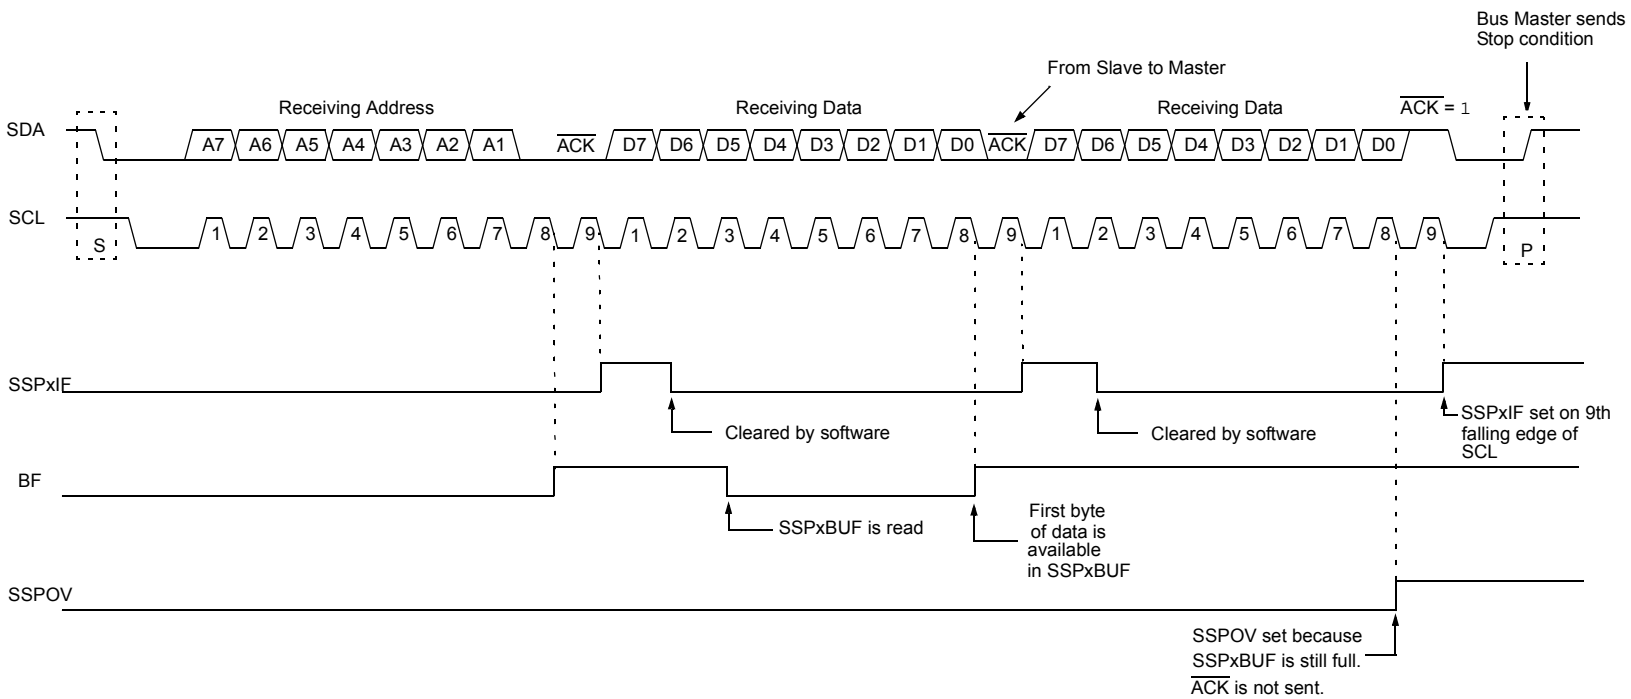 Bus Master sends
Stop condition
From Slave to Master
Receiving Address
Receiving Data
Receiving Data
ACK = 1
SDA
A7 A6 A5 A4 A3 A2 A1 ACK D7 D6 D5 D4 D3 D2 D1 D0 ACK D7 D6 D5 D4 D3 D2 D1 D0
SCL
S 1 2 3 4 5 6 7 8 9 1 2 3 4 5 6 7 8 9 1 2 3 4 5 6 7 8 9 P
SSPxIF
Cleared by software
Cleared by software
SSPxIF set on 9th
falling edge of
SCL
BF
SSPxBUF is read
First byte
of data is
available
in SSPxBUF
SSPOV
SSPOV set because
SSPxBUF is still full.
ACK is not sent.